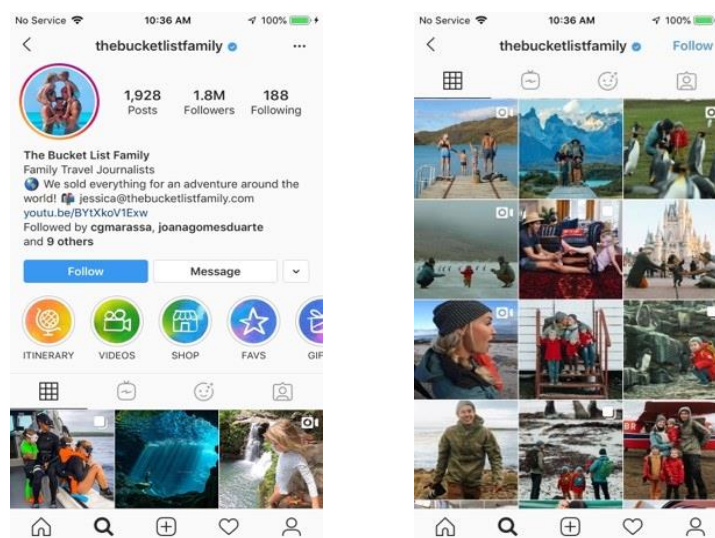 No Service 10:36 AM 100%
thebucketlistfamily
1,928 1.8M 188
Posts Followers Following
The Bucket List Family
Family Travel Journalists
We sold everything for an adventure around the
world! jessica@thebucketlistfamily.com
youtu.be/BYtXkoV1Exw
Followed by cgmarassa, joanagomesduarte
and 9 others
Follow Message
ITINERARY VIDEOS SHOP FAVS GIF
No Service 10:36 AM 100%
thebucketlistfamily Follow
BR